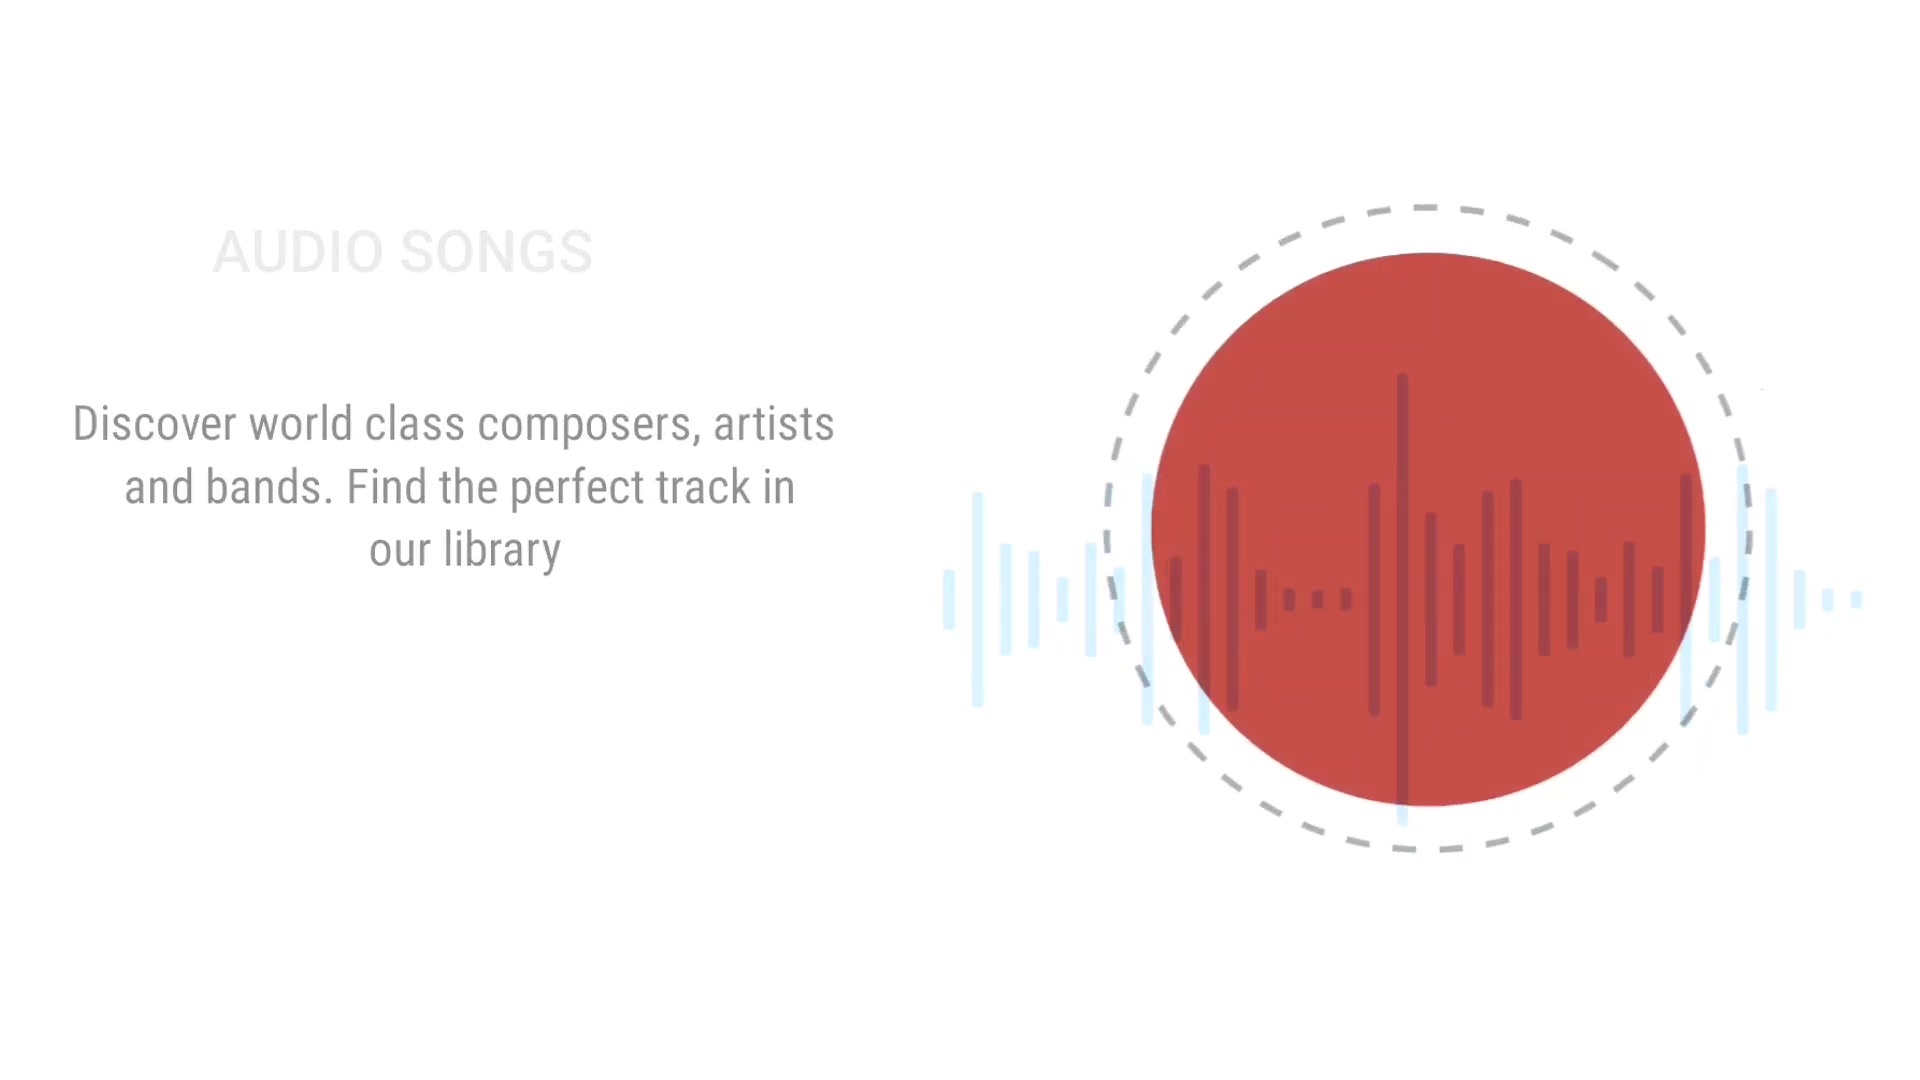 AUDIO SONGS
Discover world class composers, artists
and bands. Find the perfect track in
our library